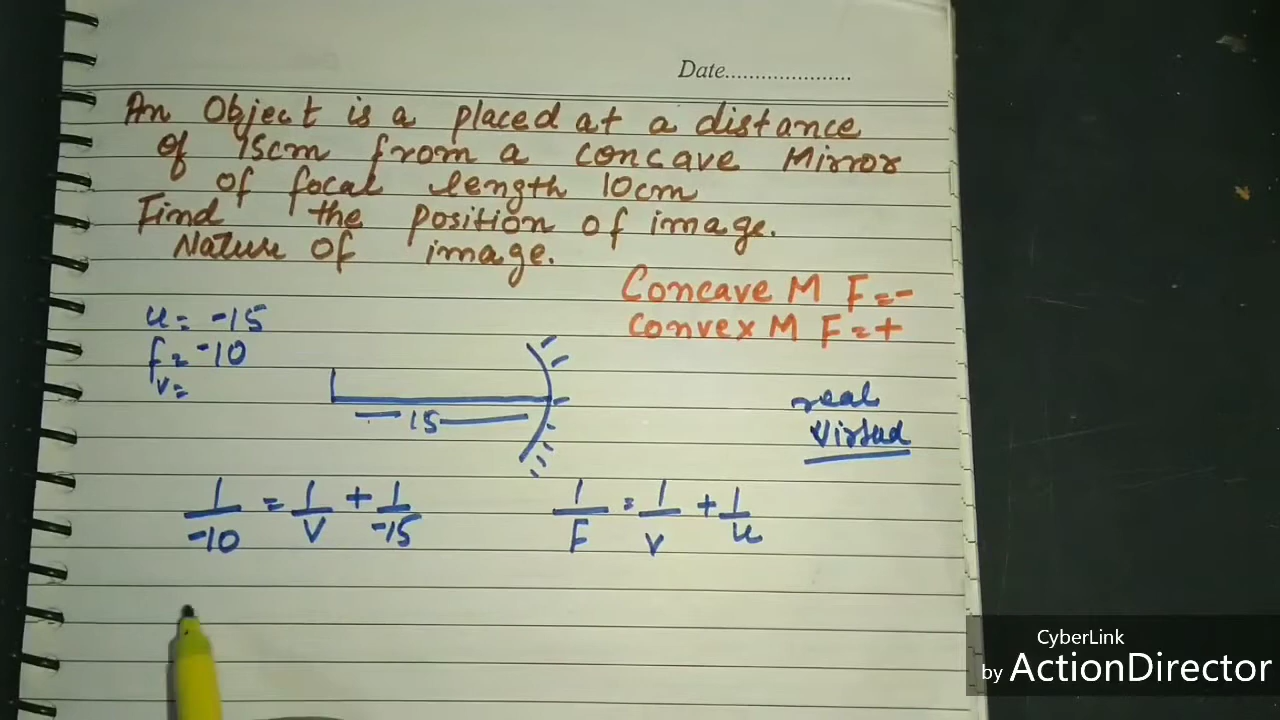 Date.....................
An Object is a placed at a distance
of 15cm from a concave Mirror
of focal length 10cm
Find the position of image.
Nature of image.
Concave M F=-
Convex M F=+
u= -15
f= -10
v=
15
real
Virtual
1/-10 = 1/V + 1/-15
1/F = 1/v + 1/u
CyberLink
by ActionDirector